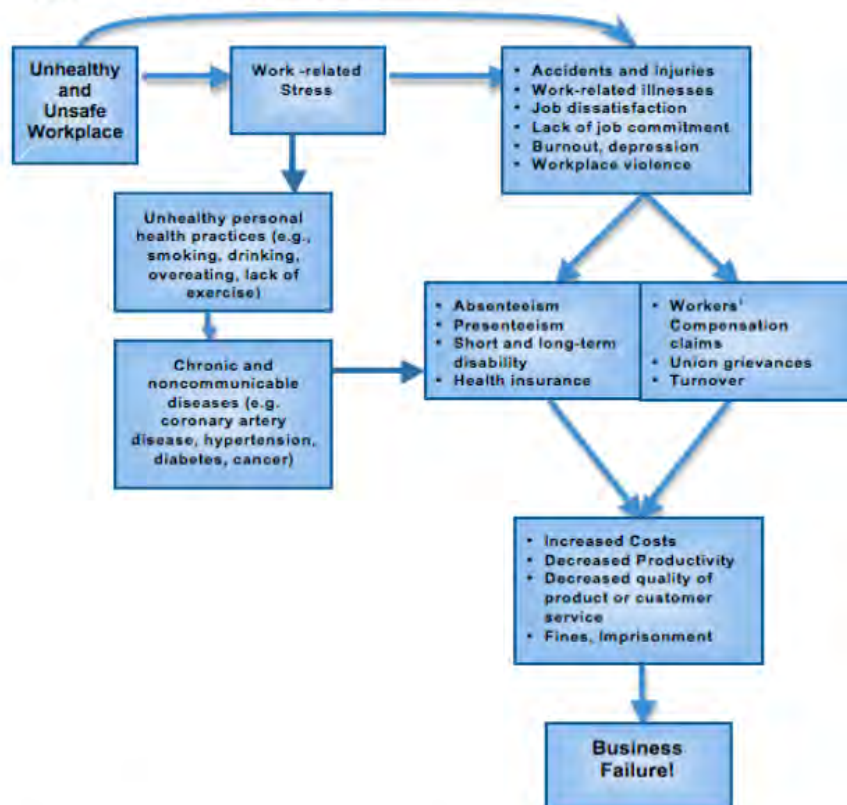 Unhealthy
and
Unsafe
Workplace
Work -related
Stress
• Accidents and injuries
• Work-related illnesses
• Job dissatisfaction
• Lack of job commitment
• Burnout, depression
• Workplace violence
Unhealthy personal
health practices (e.g.,
smoking, drinking,
overeating, lack of
exercise)
Chronic and
noncommunicable
diseases (e.g.
coronary artery
disease, hypertension,
diabetes, cancer)
• Absenteeism
• Presenteeism
• Short and long-term
disability
• Health insurance
• Workers'
Compensation
claims
• Union grievances
• Turnover
• Increased Costs
• Decreased Productivity
• Decreased quality of
product or customer
service
• Fines, Imprisonment
Business
Failure!